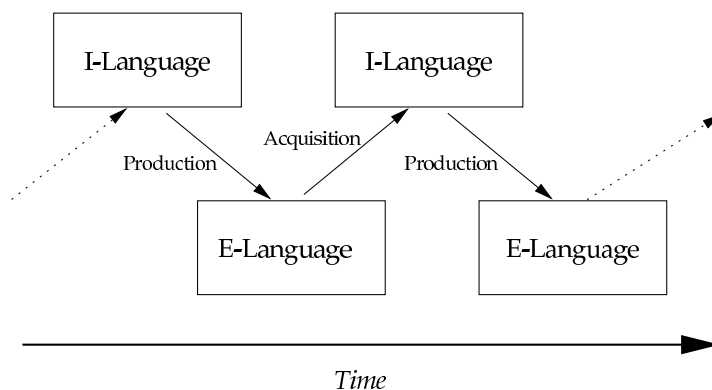 I-Language
I-Language
Acquisition
Production
Production
E-Language
E-Language
Time